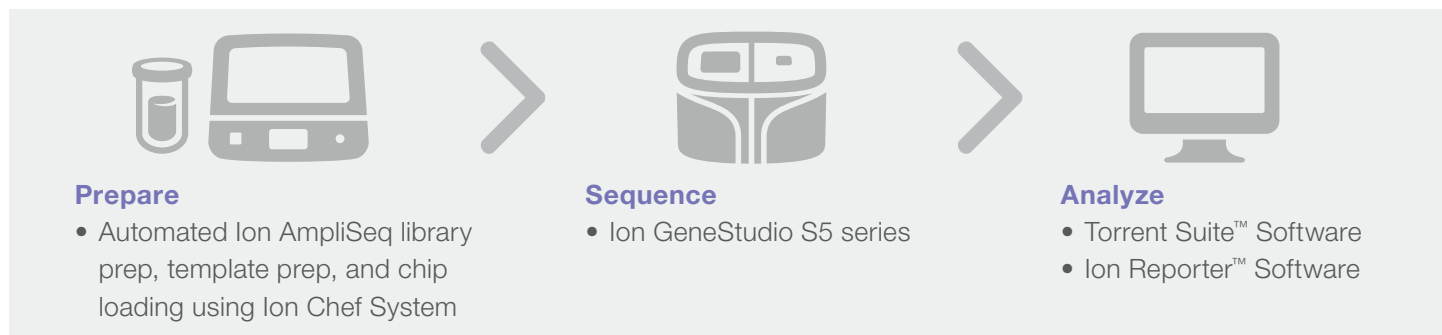 Prepare
• Automated Ion AmpliSeq library
prep, template prep, and chip
loading using Ion Chef System
Sequence
• Ion GeneStudio S5 series
Analyze
• Torrent Suite™ Software
• Ion Reporter™ Software